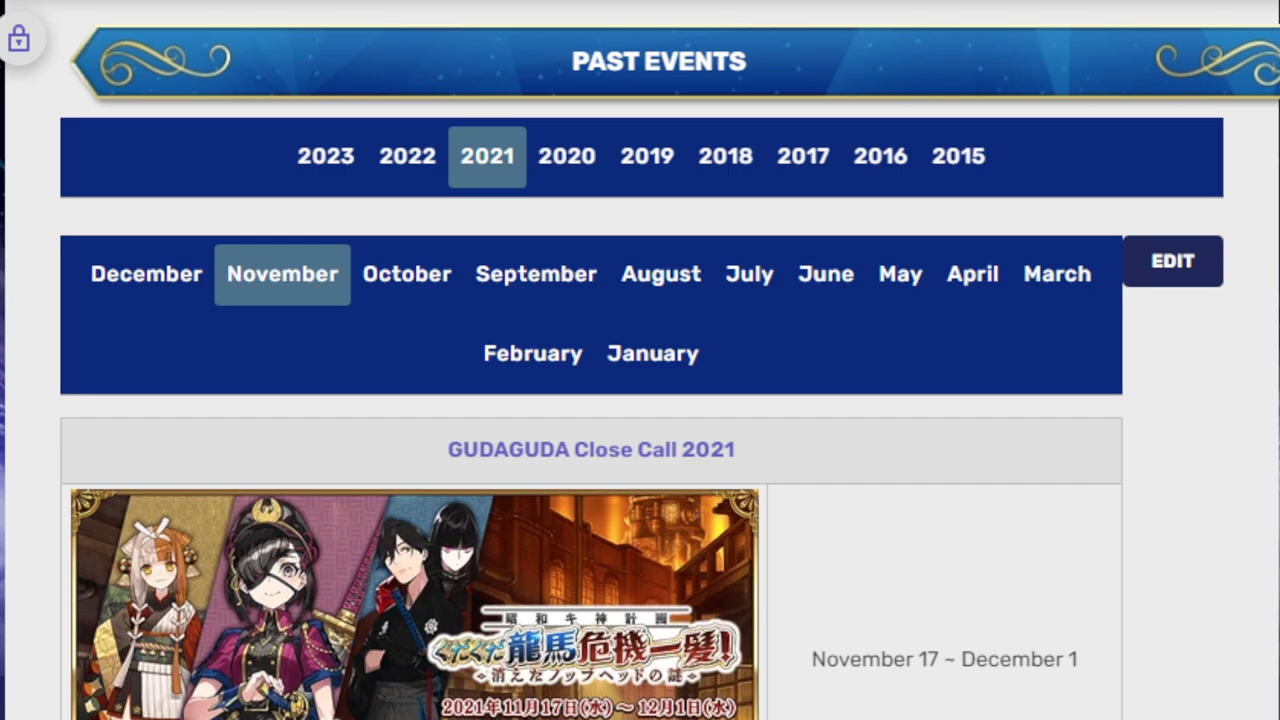 PAST EVENTS
2023 2022 2021 2020 2019 2018 2017 2016 2015
December November October September August July June May April March
EDIT
February January
GUDAGUDA Close Call 2021
昭和キ神計画
ぐだぐだ龍馬危機一髪!
消えたノッブヘッドの謎
2021年11月17日(水)～12月1日(水)
November 17 ~ December 1